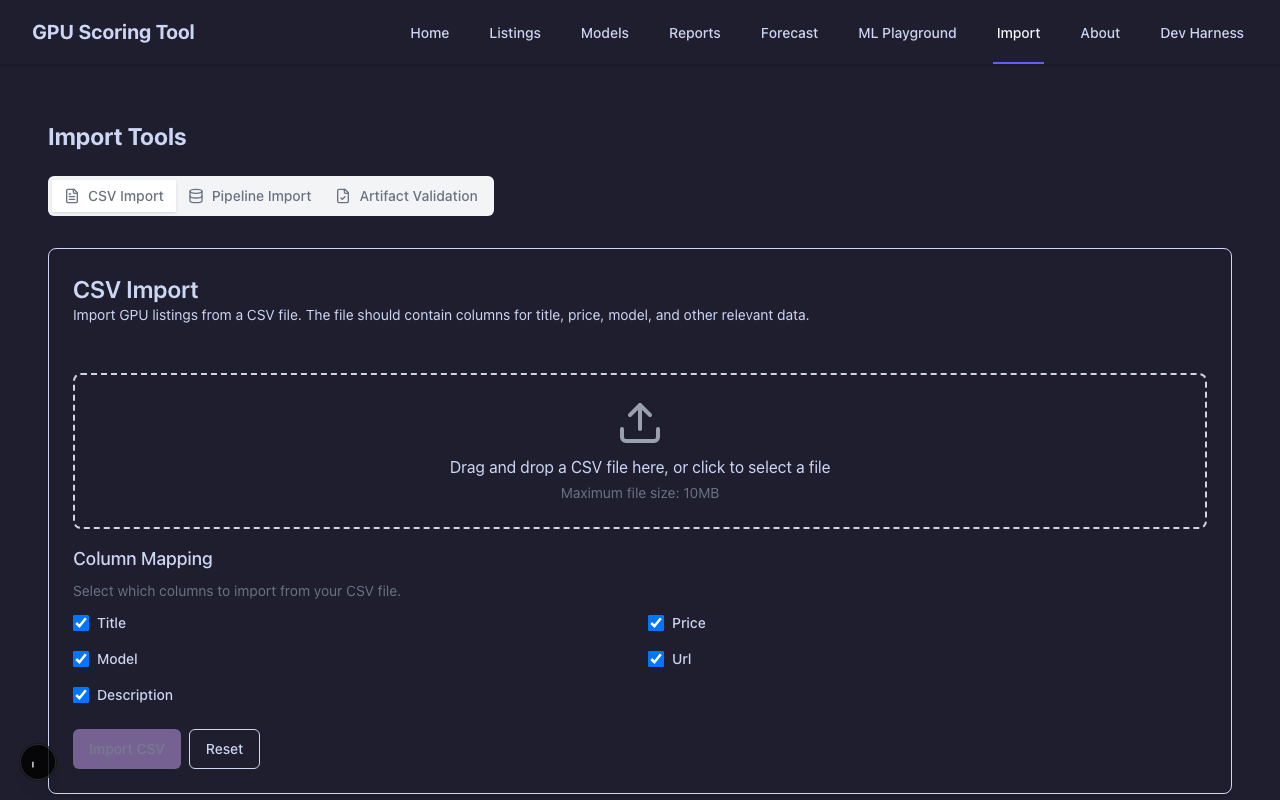 GPU Scoring Tool
Home
Listings
Models
Reports
Forecast
ML Playground
Import
About
Dev Harness
Import Tools
CSV Import
Pipeline Import
Artifact Validation
CSV Import
Import GPU listings from a CSV file. The file should contain columns for title, price, model, and other relevant data.
Drag and drop a CSV file here, or click to select a file
Maximum file size: 10MB
Column Mapping
Select which columns to import from your CSV file.
Title
Price
Model
Url
Description
Import CSV
Reset